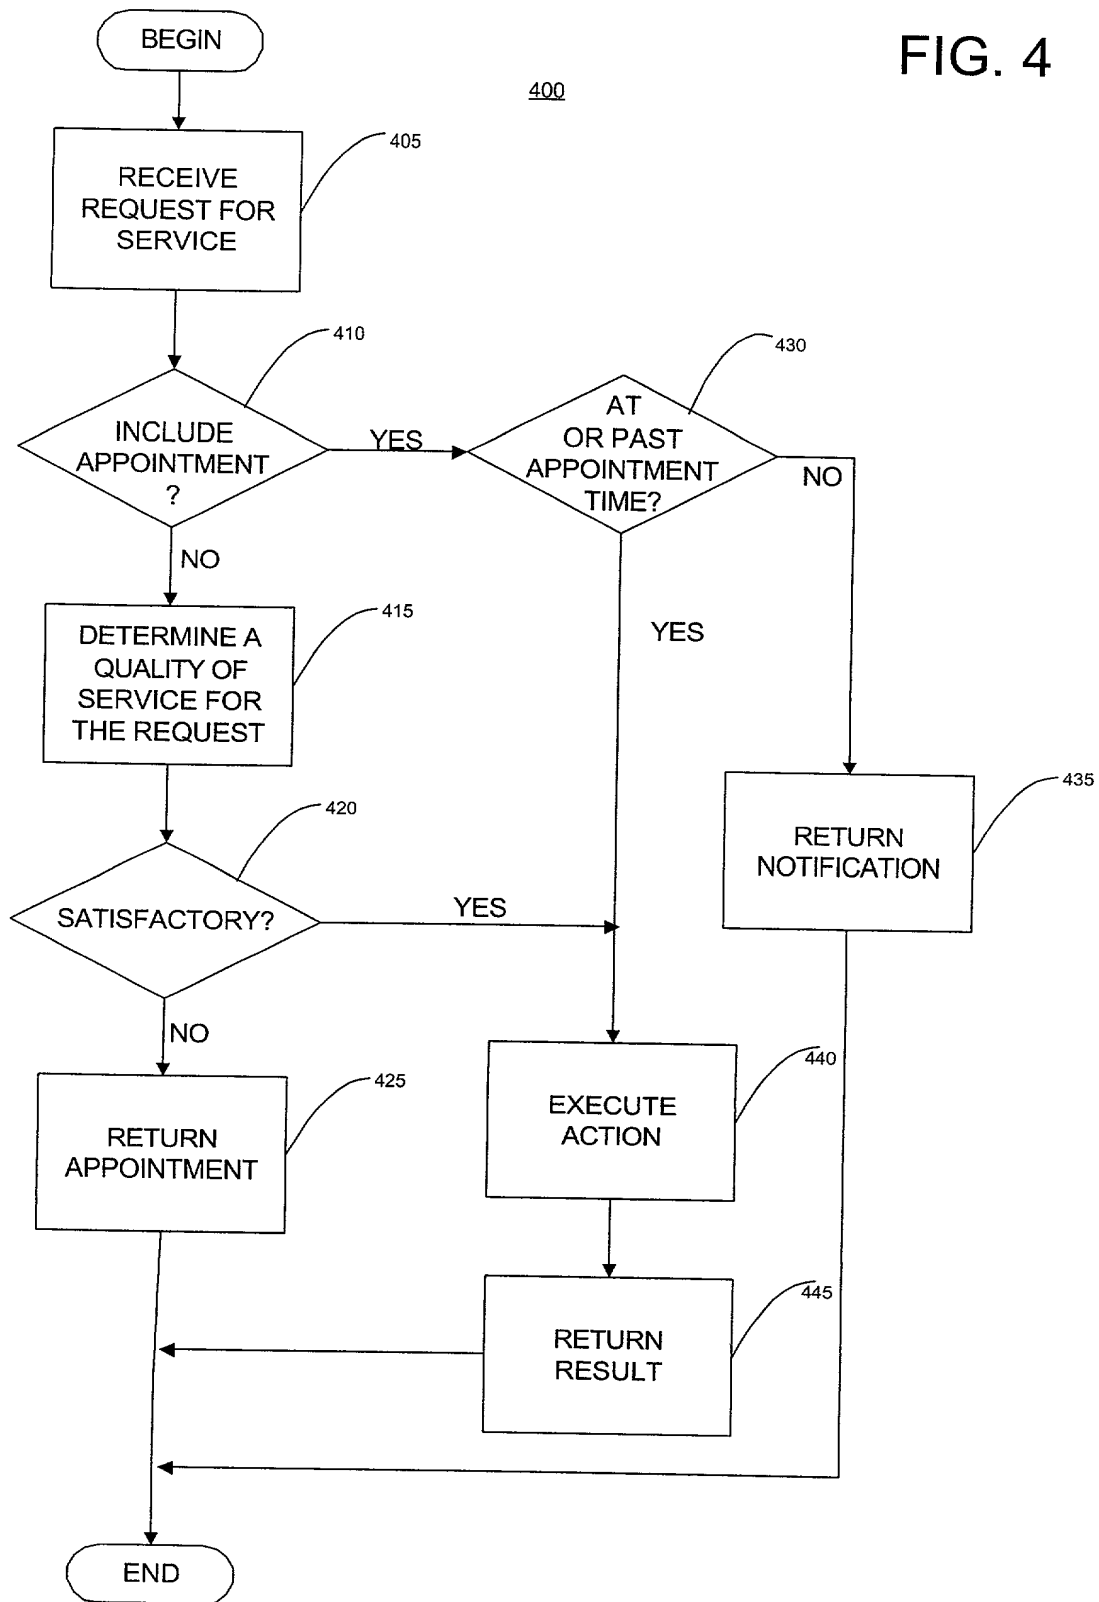 BEGIN
FIG. 4
400
405
RECEIVE
REQUEST FOR
SERVICE
410
430
INCLUDE
APPOINTMENT
?
YES
AT
OR PAST
APPOINTMENT
TIME?
NO
NO
415
DETERMINE A
QUALITY OF
SERVICE FOR
THE REQUEST
YES
420
435
SATISFACTORY?
YES
RETURN
NOTIFICATION
NO
425
RETURN
APPOINTMENT
440
EXECUTE
ACTION
445
RETURN
RESULT
END